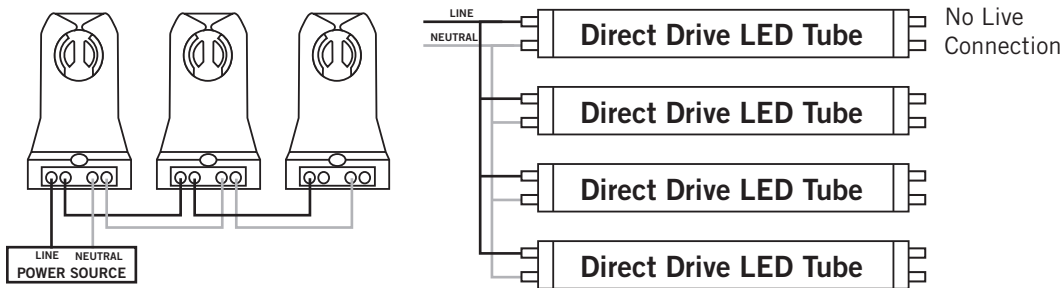 LINE NEUTRAL
POWER SOURCE
LINE
NEUTRAL
Direct Drive LED Tube
No Live
Connection
Direct Drive LED Tube
Direct Drive LED Tube
Direct Drive LED Tube